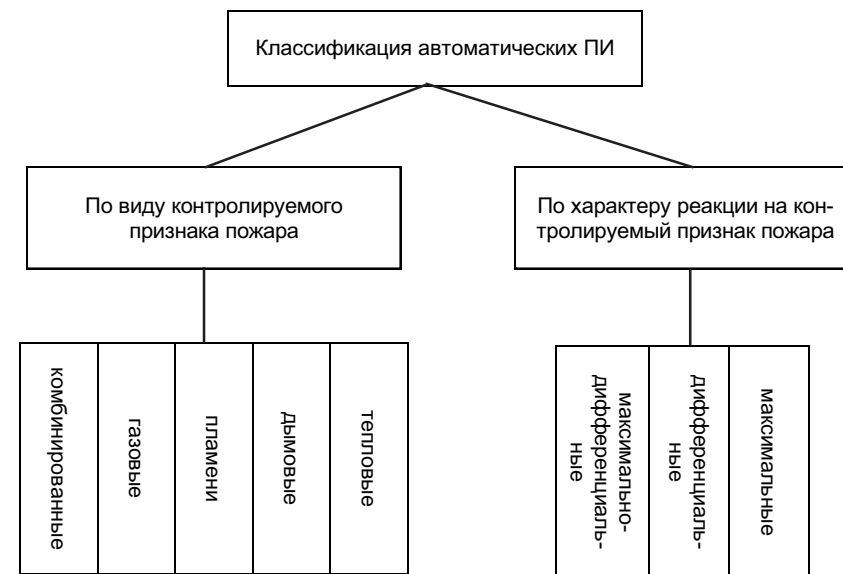 Классификация автоматических ПИ
По виду контролируемого
признака пожара
По характеру реакции на кон-
тролируемый признак пожара
комбинированные
газовые
пламени
дымовые
тепловые
максимально-
дифференциаль-
ные
дифференциаль-
ные
максимальные